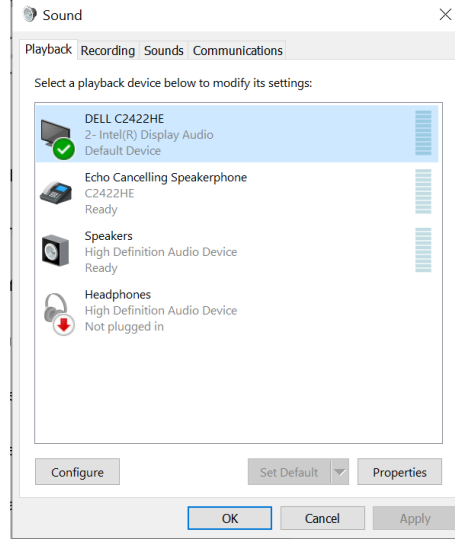 Sound
Playback Recording Sounds Communications
Select a playback device below to modify its settings:
DELL C2422HE
2- Intel(R) Display Audio
Default Device
Echo Cancelling Speakerphone
C2422HE
Ready
Speakers
High Definition Audio Device
Ready
Headphones
High Definition Audio Device
Not plugged in
Configure Set Default Properties
OK Cancel Apply